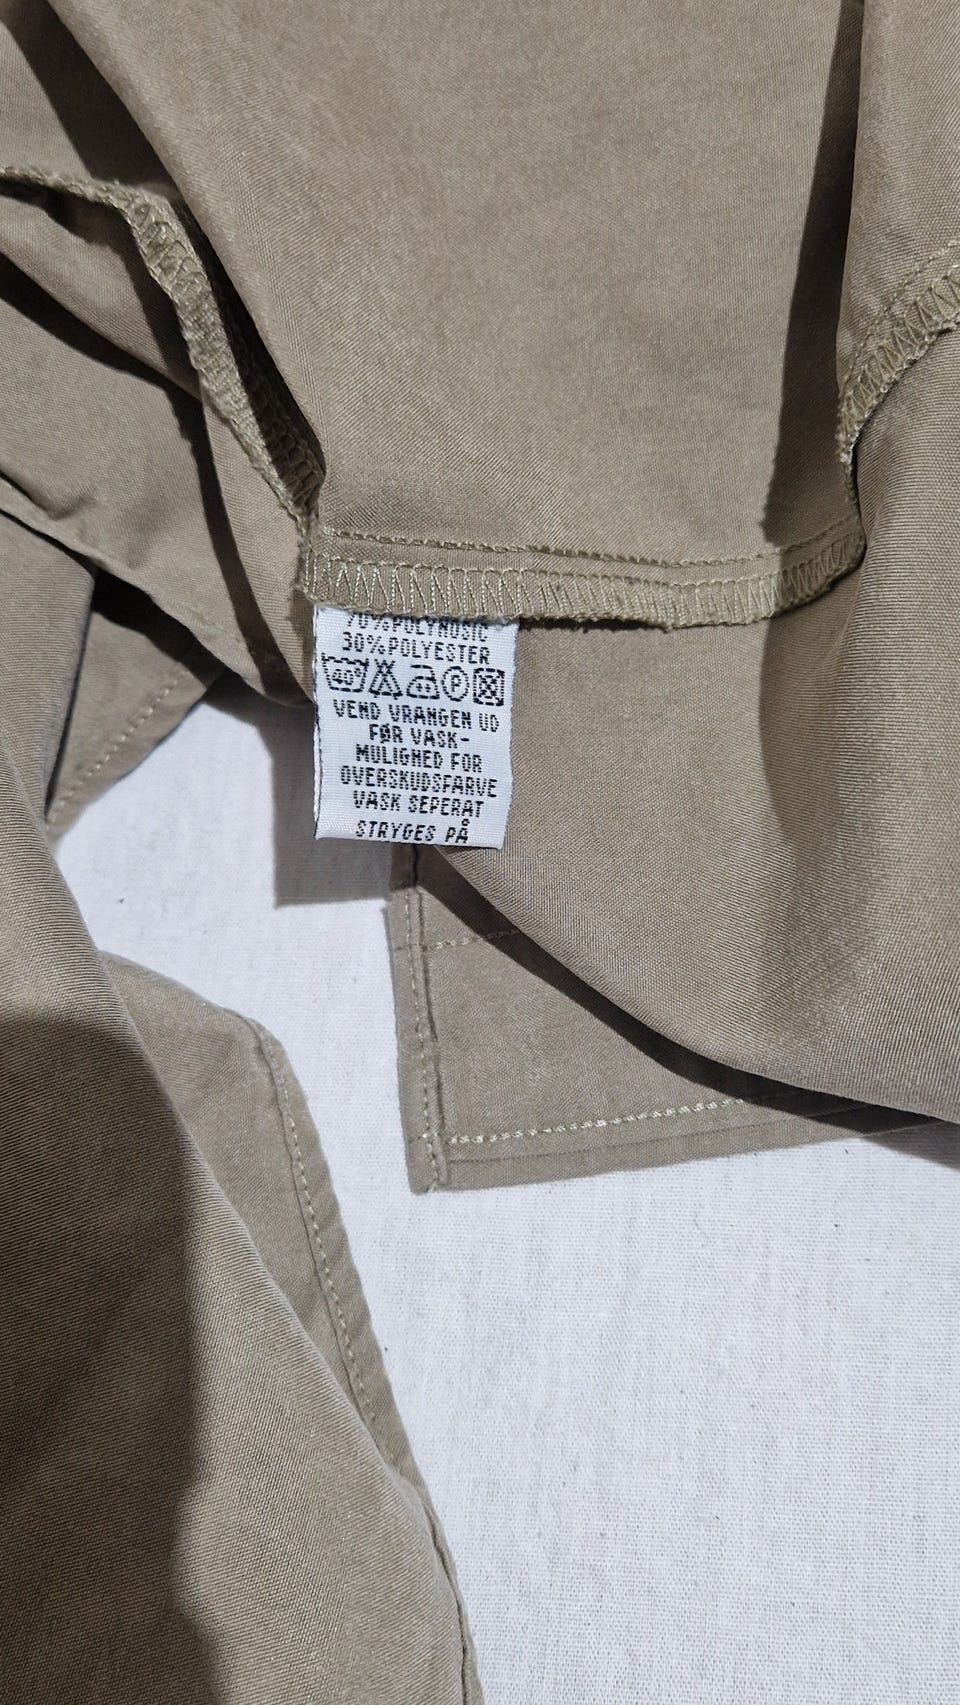 70% POLYNOSIC
30% POLYESTER
40 P
VEND VRANGEN UD
FØR VASK-
MULIGHED FOR
OVERSKUDSFARVE
VASK SEPERAT
STRYGES PÅ